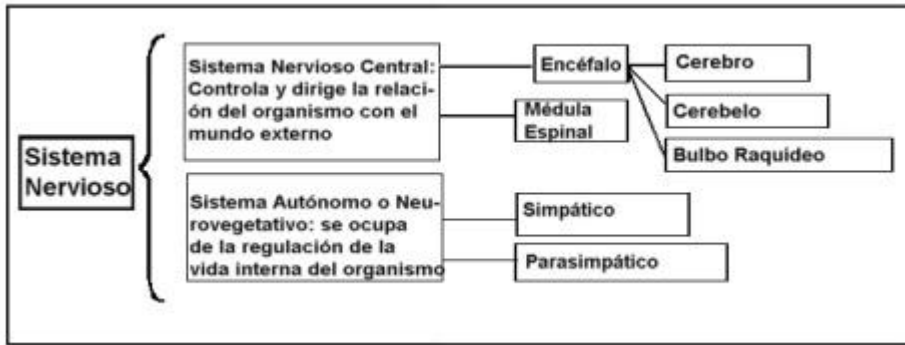 Sistema
Nervioso
Sistema Nervioso Central:
Controla y dirige la relaci-
ón del organismo con el
mundo externo
Encéfalo
Cerebro
Cerebelo
Bulbo Raquídeo
Médula
Espinal
Sistema Autónomo o Neu-
rovegetativo: se ocupa
de la regulación de la
vida interna del organismo
Simpático
Parasimpático